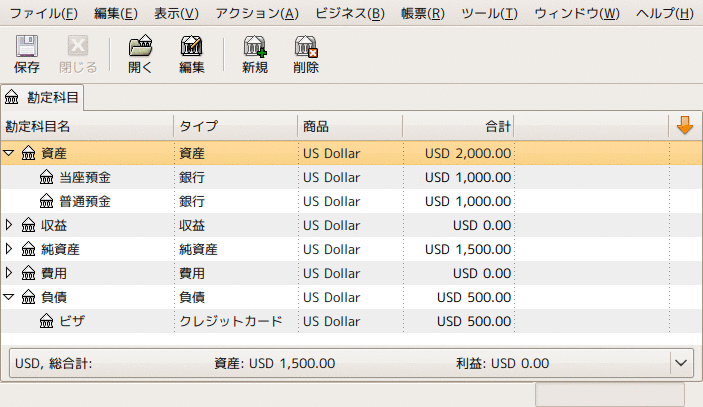 ファイル(F) 編集(E) 表示(V) アクション(A) ビジネス(B) 帳票(R) ツール(T) ウィンドウ(W) ヘルプ(H)
保存 閉じる 開く 編集 新規 削除
勘定科目
勘定科目名 タイプ 商品 合計
資産 資産 US Dollar USD 2,000.00
当座預金 銀行 US Dollar USD 1,000.00
普通預金 銀行 US Dollar USD 1,000.00
収益 収益 US Dollar USD 0.00
純資産 純資産 US Dollar USD 1,500.00
費用 費用 US Dollar USD 0.00
負債 負債 US Dollar USD 500.00
ビザ クレジットカード US Dollar USD 500.00
USD, 総合計: 資産: USD 1,500.00 利益: USD 0.00